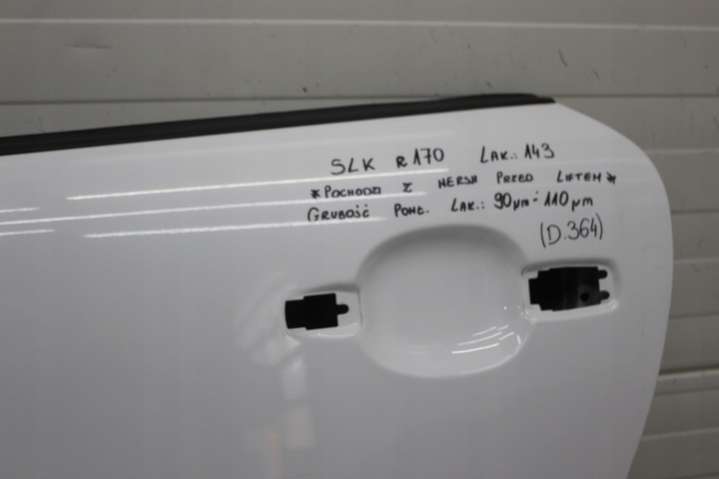 SLK R170 LAK.: 143
*POCHODZI Z WERSJI PRZED LIFTEM*
GRUBOŚĆ POWŁ. LAK.: 90µm-110µm
(D.364)